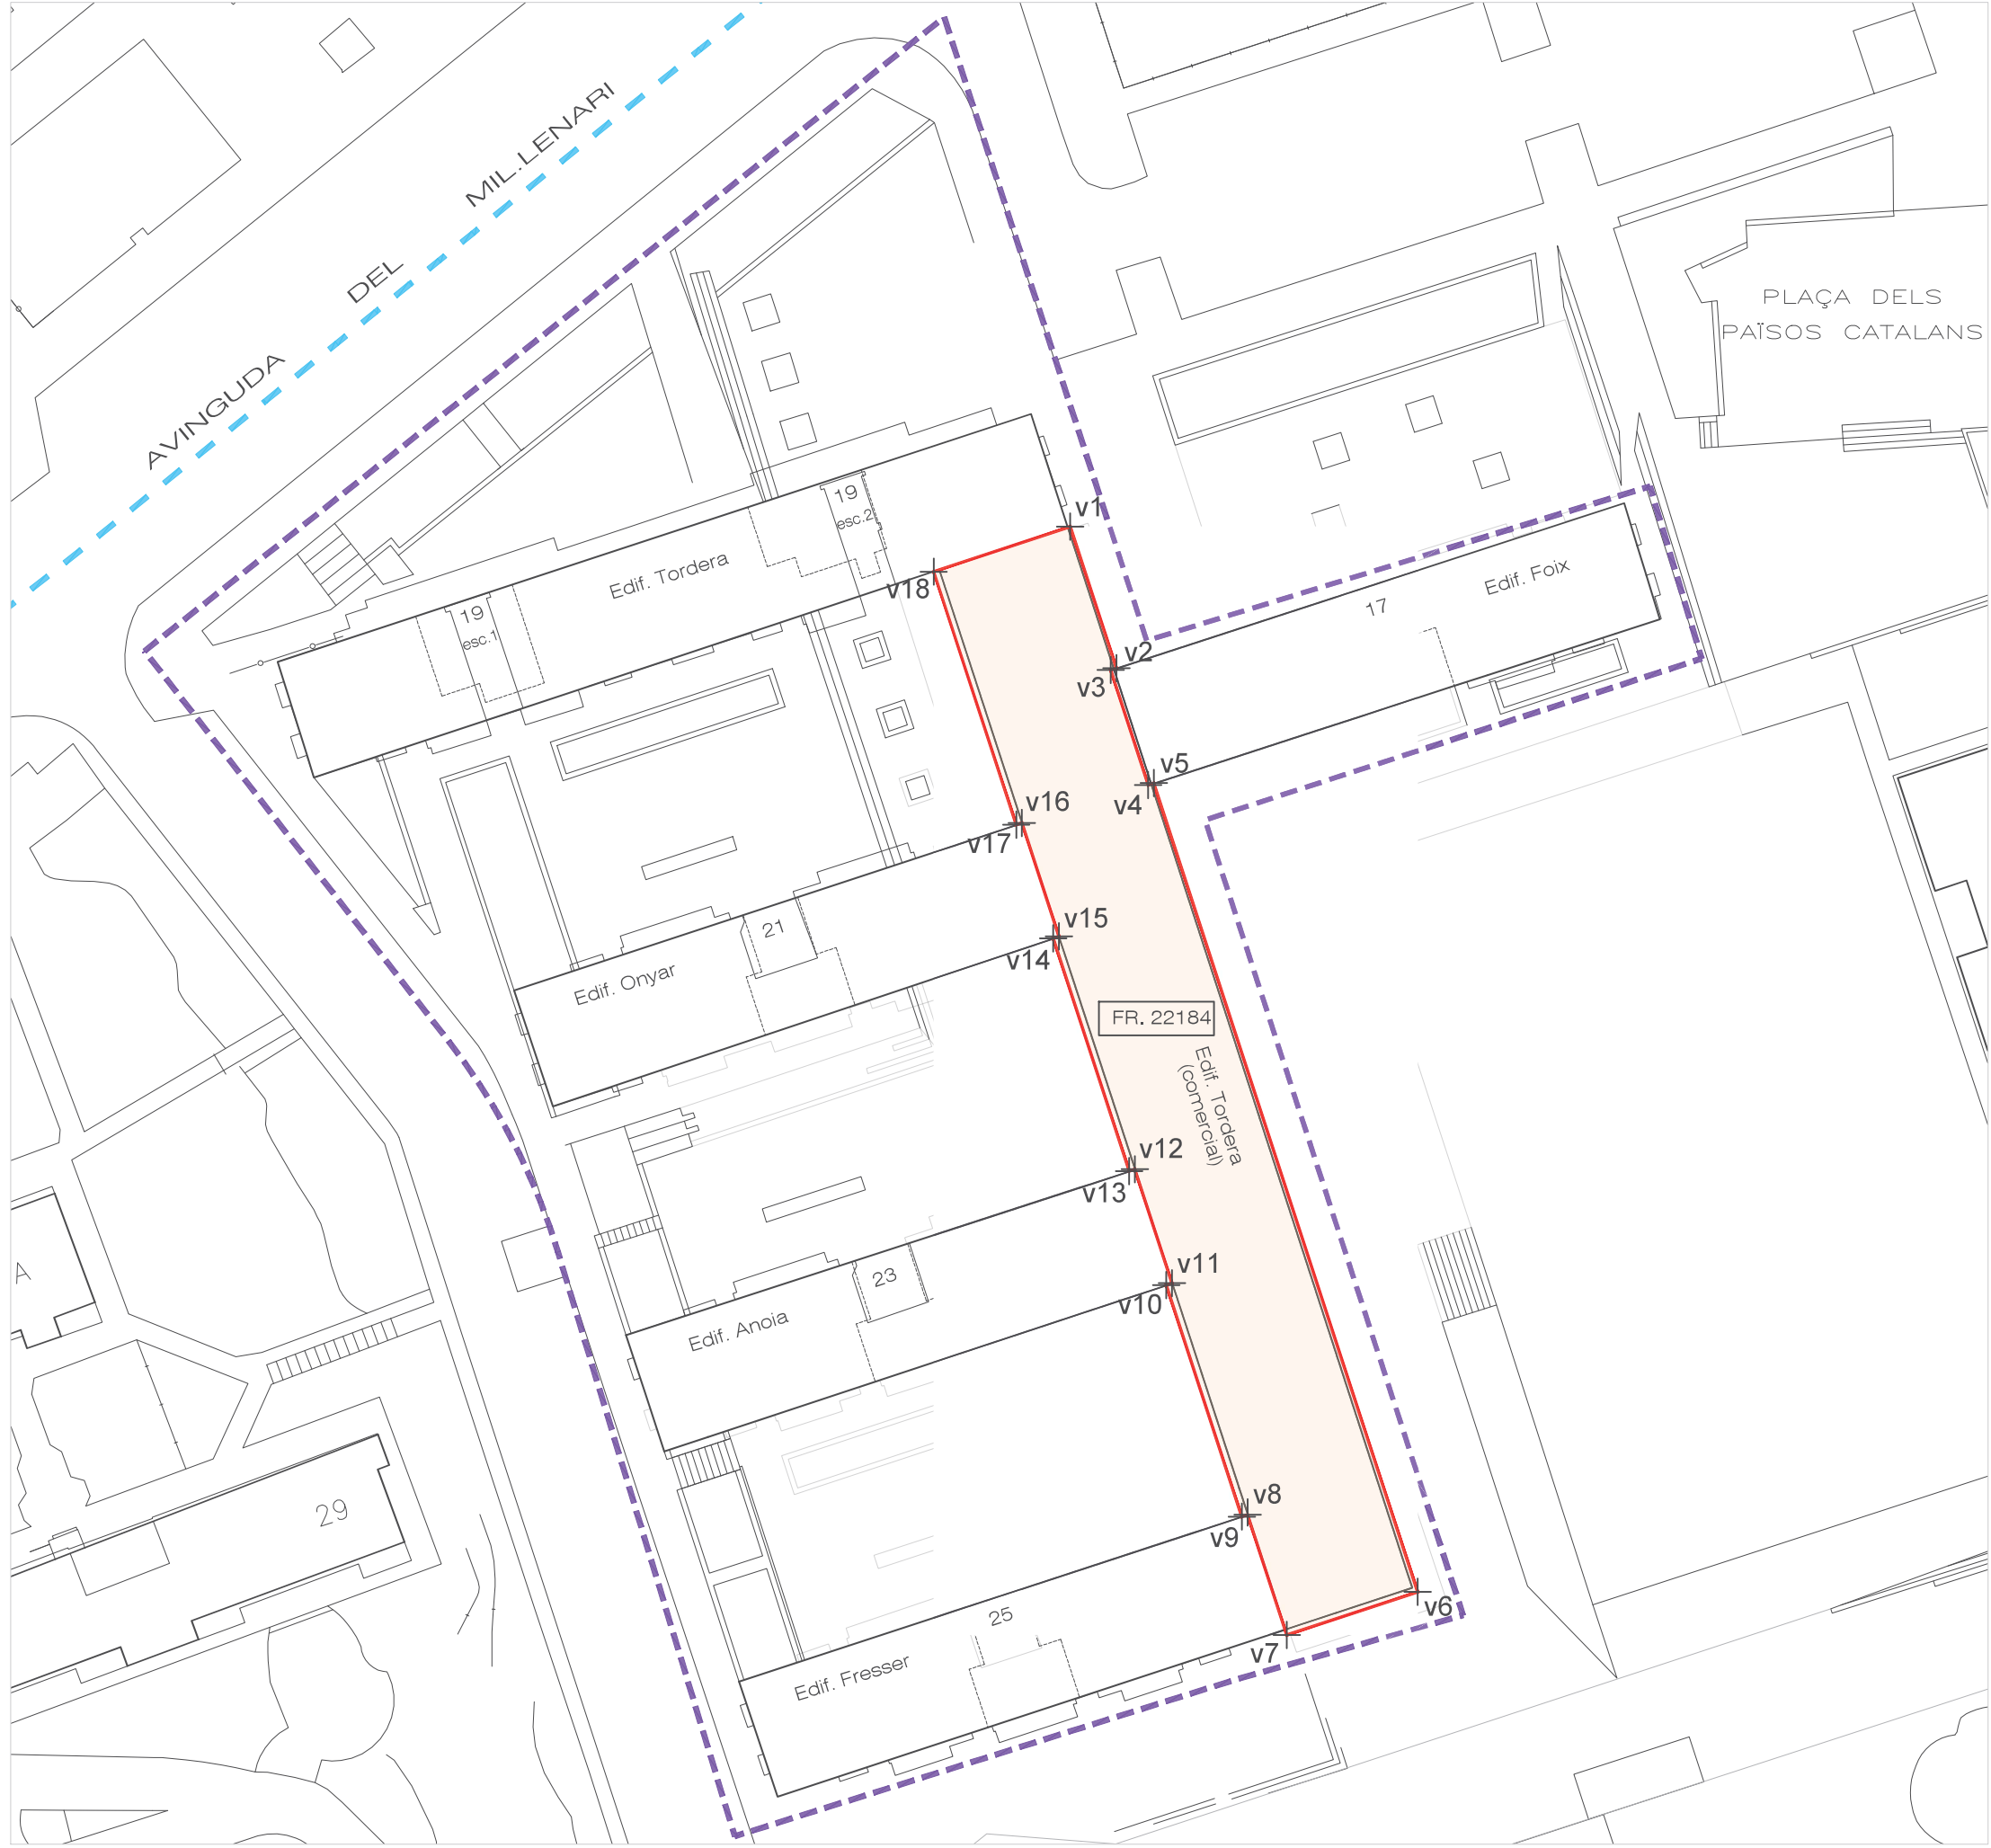 AVINGUDA DEL MIL.LENARI
PLAÇA DELS
PAÏSOS CATALANS
19
esc.2
v1
Edif. Tordera
v18
Edif. Foix
17
19
esc.1
v2
v3
v5
v4
v16
v17
v15
v14
21
Edif. Onyar
FR. 22184
Edif. Tordera
(comercial)
v12
v13
v11
v10
23
Edif. Anoia
A
v8
v9
29
v6
v7
25
Edif. Fresser